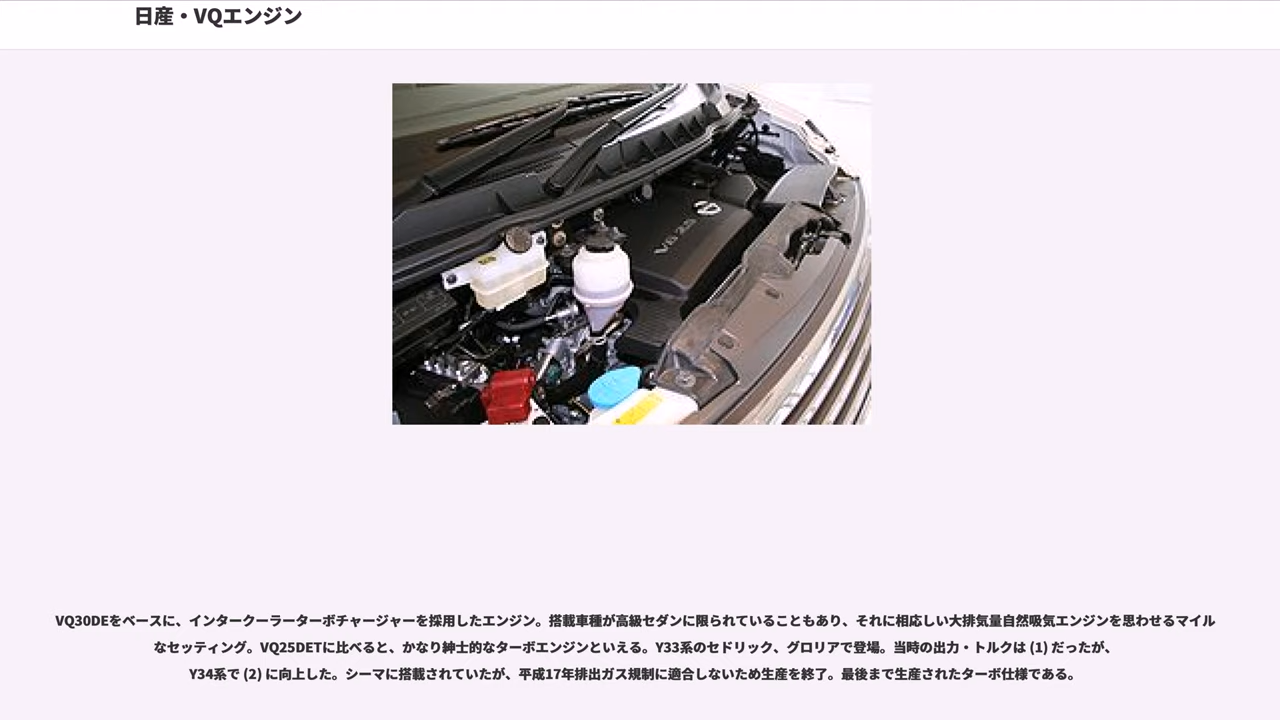 日産・VQエンジン
VQ25
VQ30DEをベースに、インタークーラーターボチャージャーを採用したエンジン。搭載車種が高級セダンに限られていることもあり、それに相応しい大排気量自然吸気エンジンを思わせるマイル
なセッティング。VQ25DETに比べると、かなり紳士的なターボエンジンといえる。Y33系のセドリック、グロリアで登場。当時の出力・トルクは (1) だったが、
Y34系で (2) に向上した。シーマに搭載されていたが、平成17年排出ガス規制に適合しないため生産を終了。最後まで生産されたターボ仕様である。